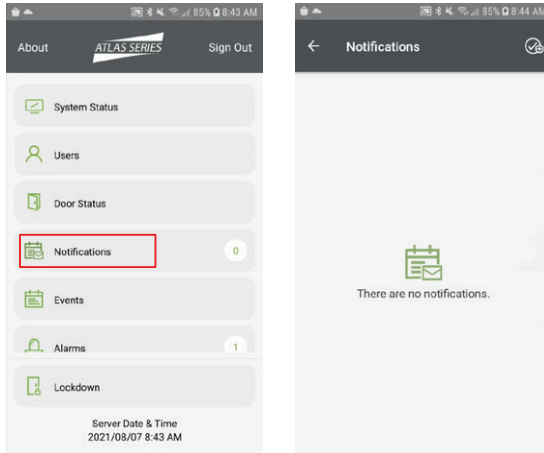 85% 8:43 AM
About ATLAS SERIES Sign Out
System Status
Users
Door Status
Notifications 0
Events
Alarms 1
Lockdown
Server Date & Time
2021/08/07 8:43 AM
85% 8:44 AM
Notifications
There are no notifications.